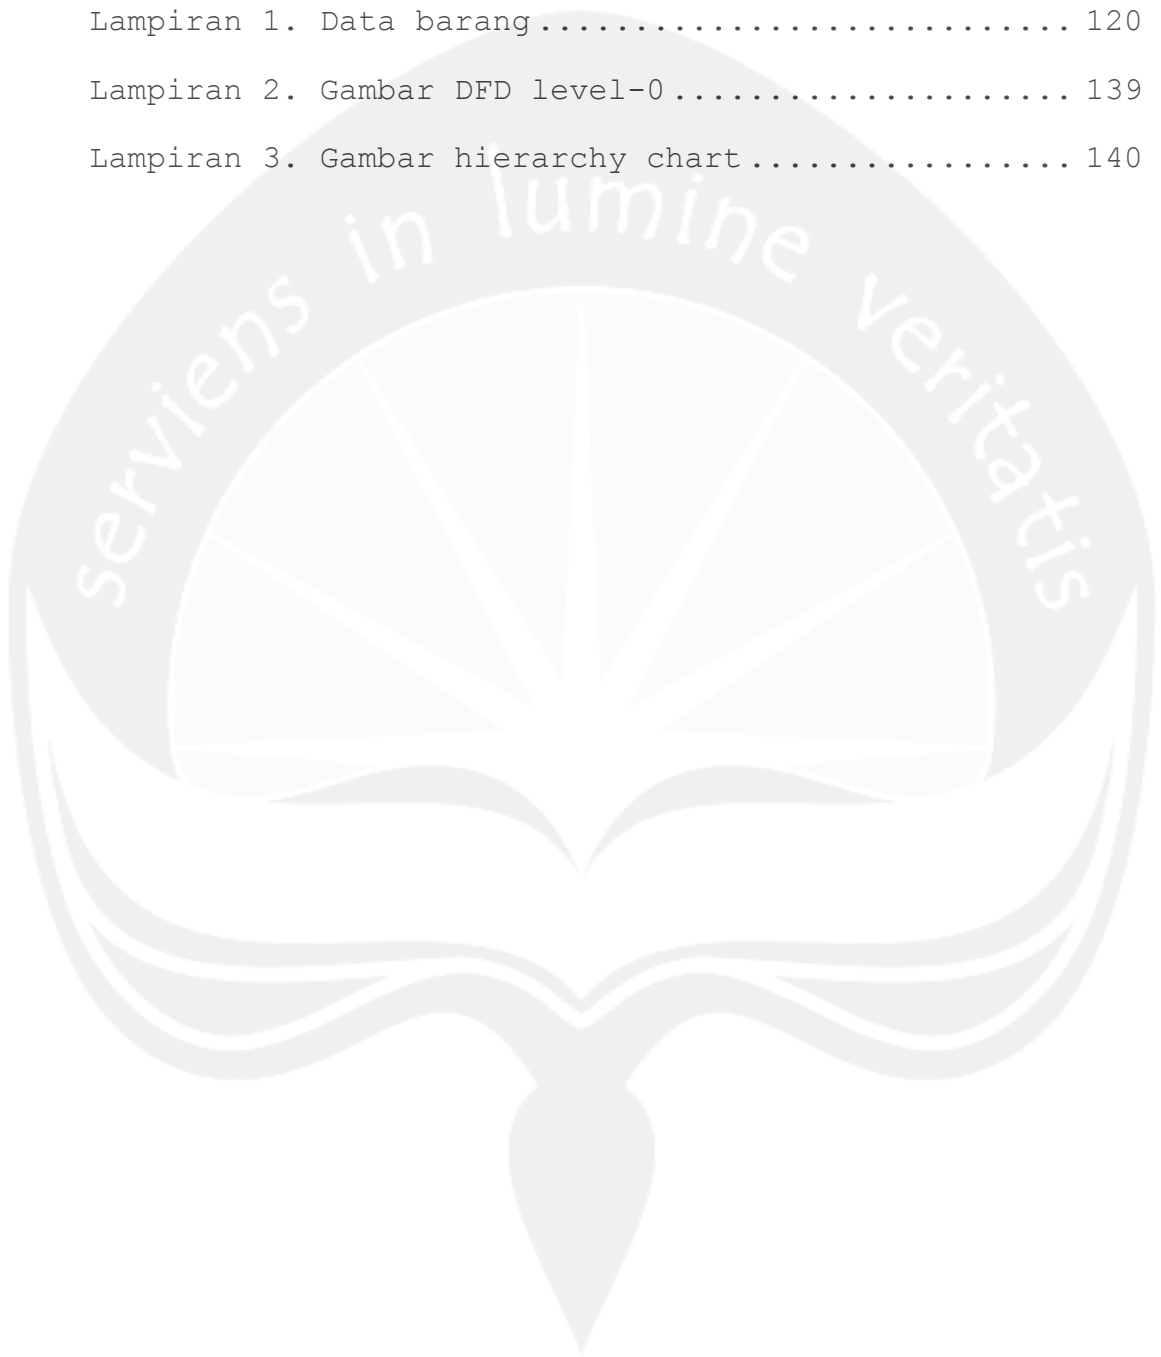 Lampiran 1. Data barang............................ 120
Lampiran 2. Gambar DFD level-0..................... 139
Lampiran 3. Gambar hierarchy chart................. 140
serviens in lumine veritatis